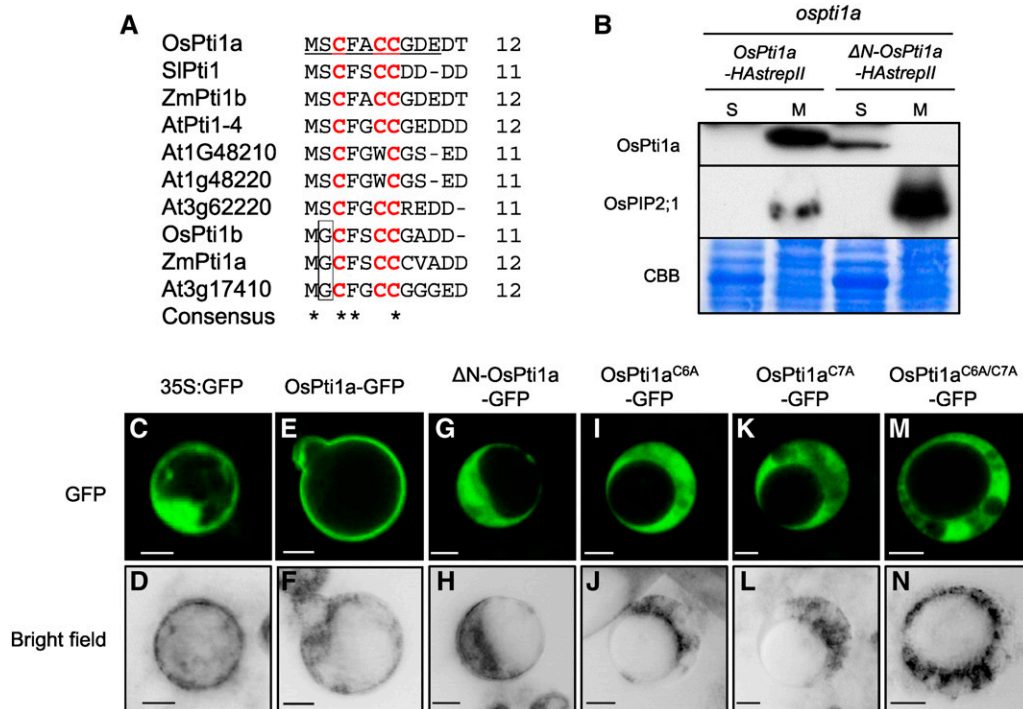 A
OsPti1a MSCFACCGDEDT 12
SlPti1 MSCFSCCDD-DD 11
ZmPti1b MSCFACCGDEDT 12
AtPti1-4 MSCFGCCGEDDD 12
At1G48210 MSCFGWCGS-ED 11
At1g48220 MSCFGWCGS-ED 11
At3g62220 MSCFGCCREDD- 11
OsPti1b MGCFSCCGADD- 11
ZmPti1a MGCFSCCCVADD 12
At3g17410 MGCFGCCGGGED 12
Consensus * ** *
B
ospti1a
OsPti1a ΔN-OsPti1a
-HAstrepII -HAstrepII
S M S M
OsPti1a
OsPIP2;1
CBB
35S:GFP OsPti1a-GFP ΔN-OsPti1a OsPti1aC6A OsPti1aC7A OsPti1aC6A/C7A
-GFP -GFP -GFP -GFP
C E G I K M
GFP
D F H J L N
Bright field